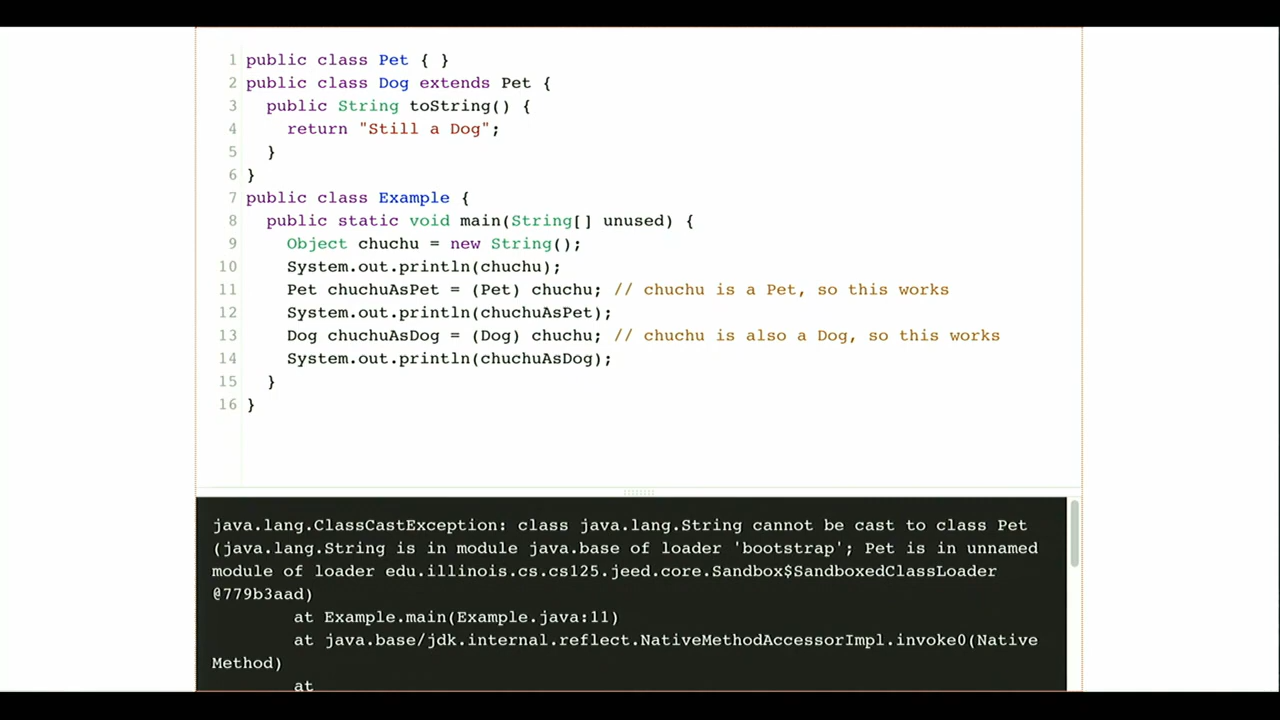 1 public class Pet { }
2 public class Dog extends Pet {
3 public String toString() {
4 return "Still a Dog";
5 }
6 }
7 public class Example {
8 public static void main(String[] unused) {
9 Object chuchu = new String();
10 System.out.println(chuchu);
11 Pet chuchuAsPet = (Pet) chuchu; // chuchu is a Pet, so this works
12 System.out.println(chuchuAsPet);
13 Dog chuchuAsDog = (Dog) chuchu; // chuchu is also a Dog, so this works
14 System.out.println(chuchuAsDog);
15 }
16 }
java.lang.ClassCastException: class java.lang.String cannot be cast to class Pet
(java.lang.String is in module java.base of loader 'bootstrap'; Pet is in unnamed
module of loader edu.illinois.cs.cs125.jeed.core.Sandbox$SandboxedClassLoader
@779b3aad)
at Example.main(Example.java:11)
at java.base/jdk.internal.reflect.NativeMethodAccessorImpl.invoke0(Native
Method)
at